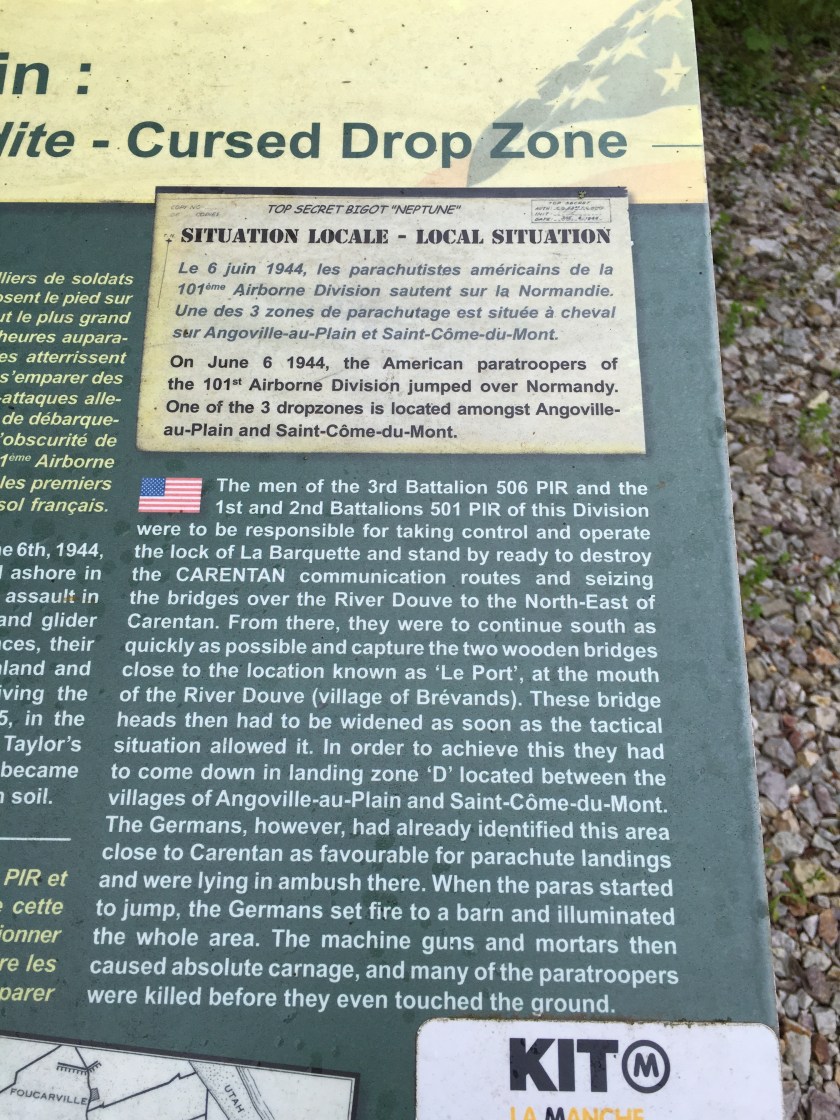 in :
dite - Cursed Drop Zone
TOP SECRET BIGOT "NEPTUNE"
TOP SECRET
SITUATION LOCALE - LOCAL SITUATION
Le 6 juin 1944, les parachutistes américains de la
101ème Airborne Division sautent sur la Normandie.
Une des 3 zones de parachutage est située à cheval
sur Angoville-au-Plain et Saint-Côme-du-Mont.
On June 6 1944, the American paratroopers of
the 101st Airborne Division jumped over Normandy.
One of the 3 dropzones is located amongst Angoville-
au-Plain and Saint-Côme-du-Mont.
lliers de soldats
osent le pied sur
ut le plus grand
heures aupara-
es atterrissent
s'emparer des
-attaques alle-
de débarque-
'obscurité de
1ème Airborne
les premiers
sol français.
e 6th, 1944,
ashore in
assault in
and glider
nces, their
nland and
iving the
5, in the
Taylor's
became
n soil.
PIR et
e cette
ionner
re les
parer
The men of the 3rd Battalion 506 PIR and the
1st and 2nd Battalions 501 PIR of this Division
were to be responsible for taking control and operate
the lock of La Barquette and stand by ready to destroy
the CARENTAN communication routes and seizing
the bridges over the River Douve to the North-East of
Carentan. From there, they were to continue south as
quickly as possible and capture the two wooden bridges
close to the location known as 'Le Port', at the mouth
of the River Douve (village of Brévands). These bridge
heads then had to be widened as soon as the tactical
situation allowed it. In order to achieve this they had
to come down in landing zone 'D' located between the
villages of Angoville-au-Plain and Saint-Côme-du-Mont.
The Germans, however, had already identified this area
close to Carentan as favourable for parachute landings
and were lying in ambush there. When the paras started
to jump, the Germans set fire to a barn and illuminated
the whole area. The machine guns and mortars then
caused absolute carnage, and many of the paratroopers
were killed before they even touched the ground.
FOUCARVILLE
UTAH
KIT M
LA MANCHE